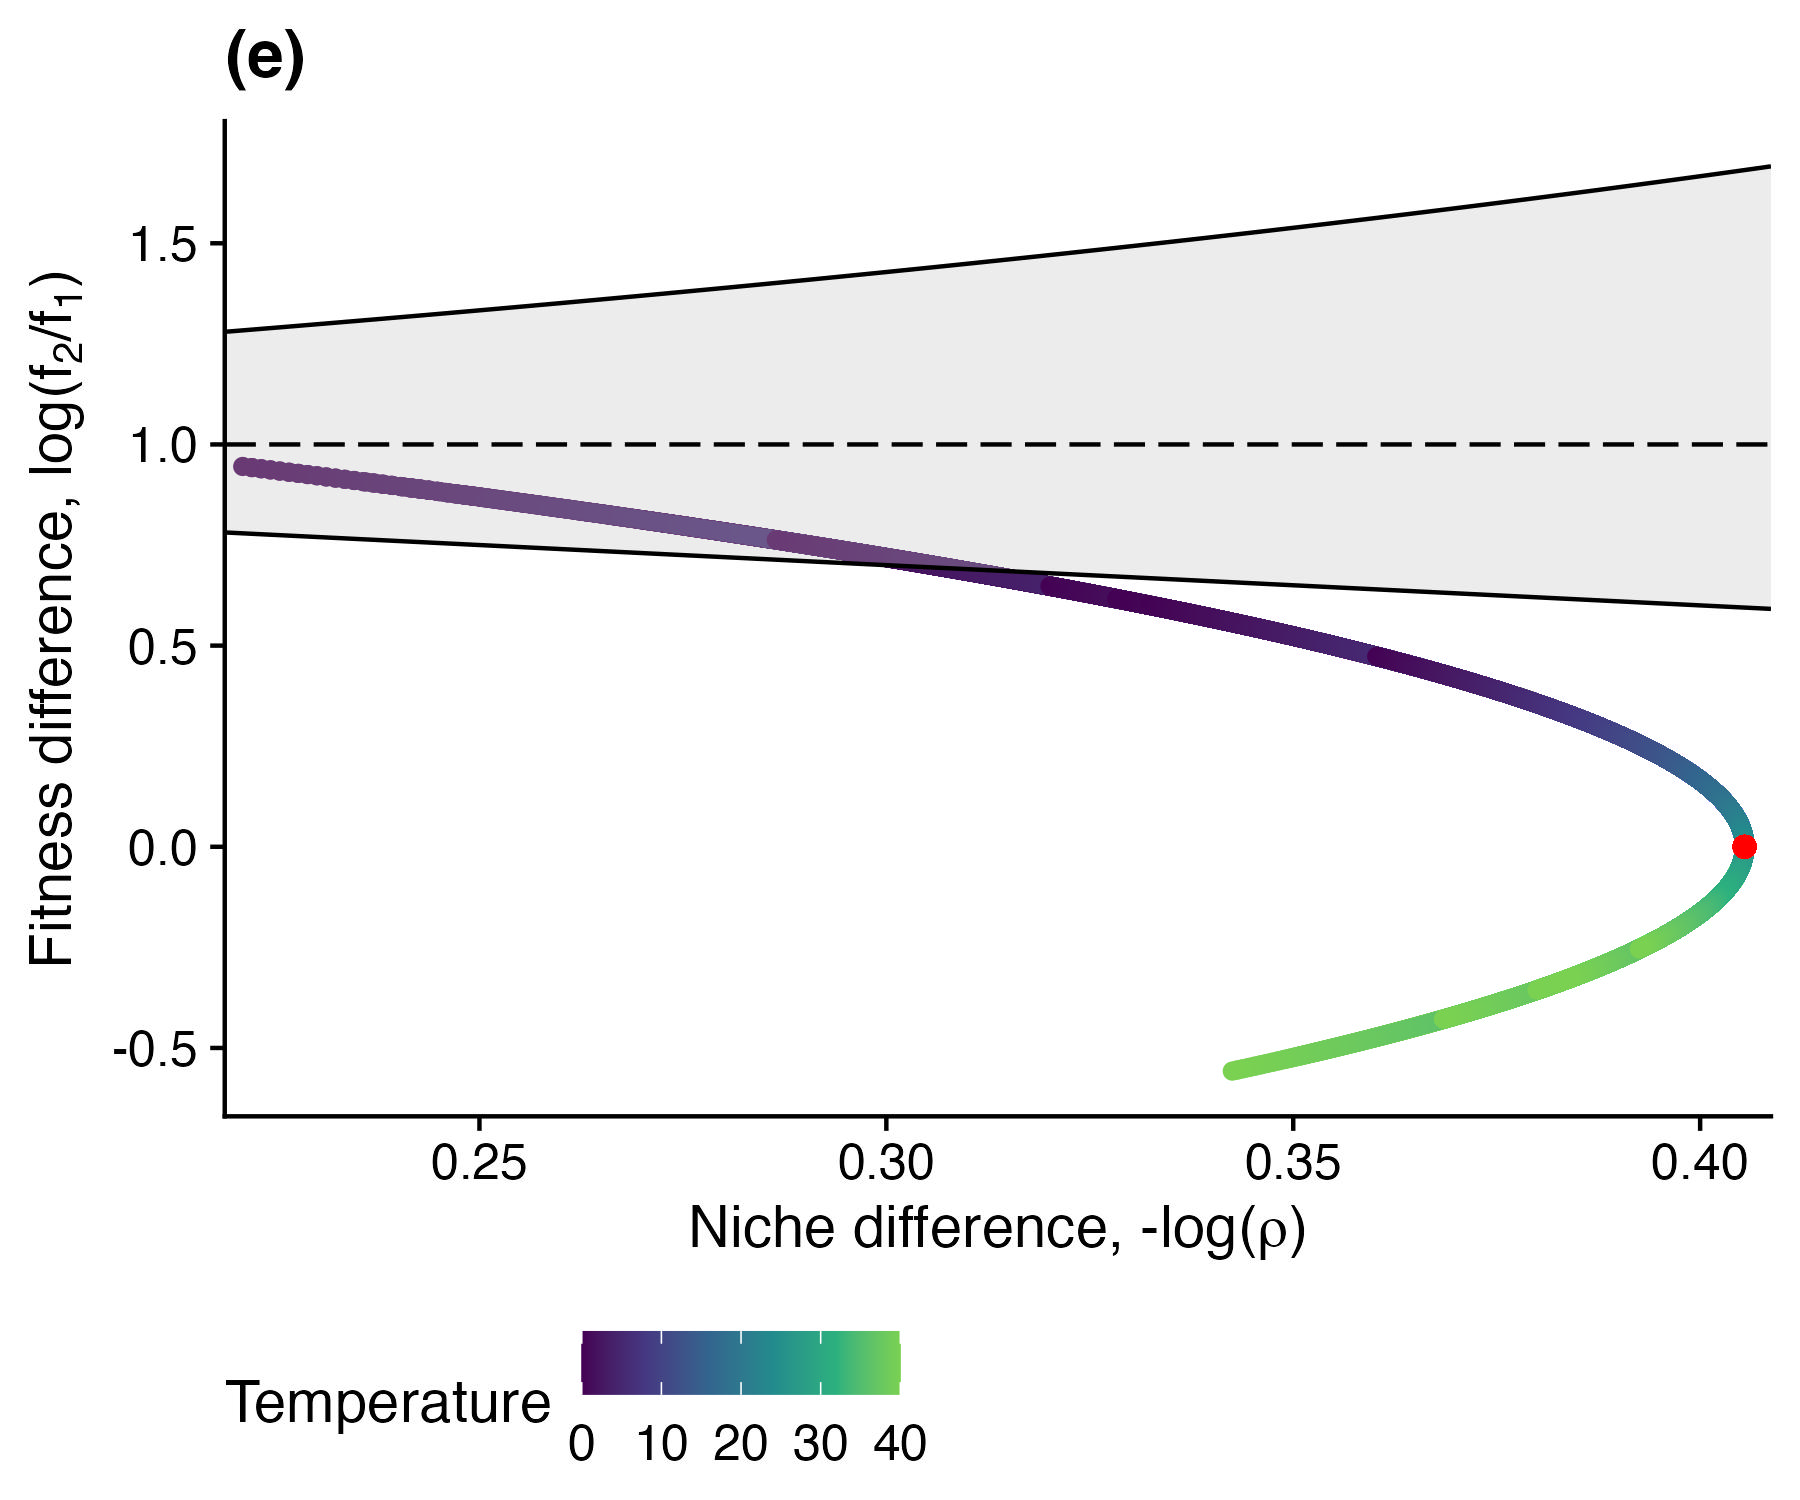 (e)
Fitness difference, log(f₂/f₁)
1.5
1.0
0.5
0.0
-0.5
0.25 0.30 0.35 0.40
Niche difference, -log(ρ)
Temperature
0 10 20 30 40